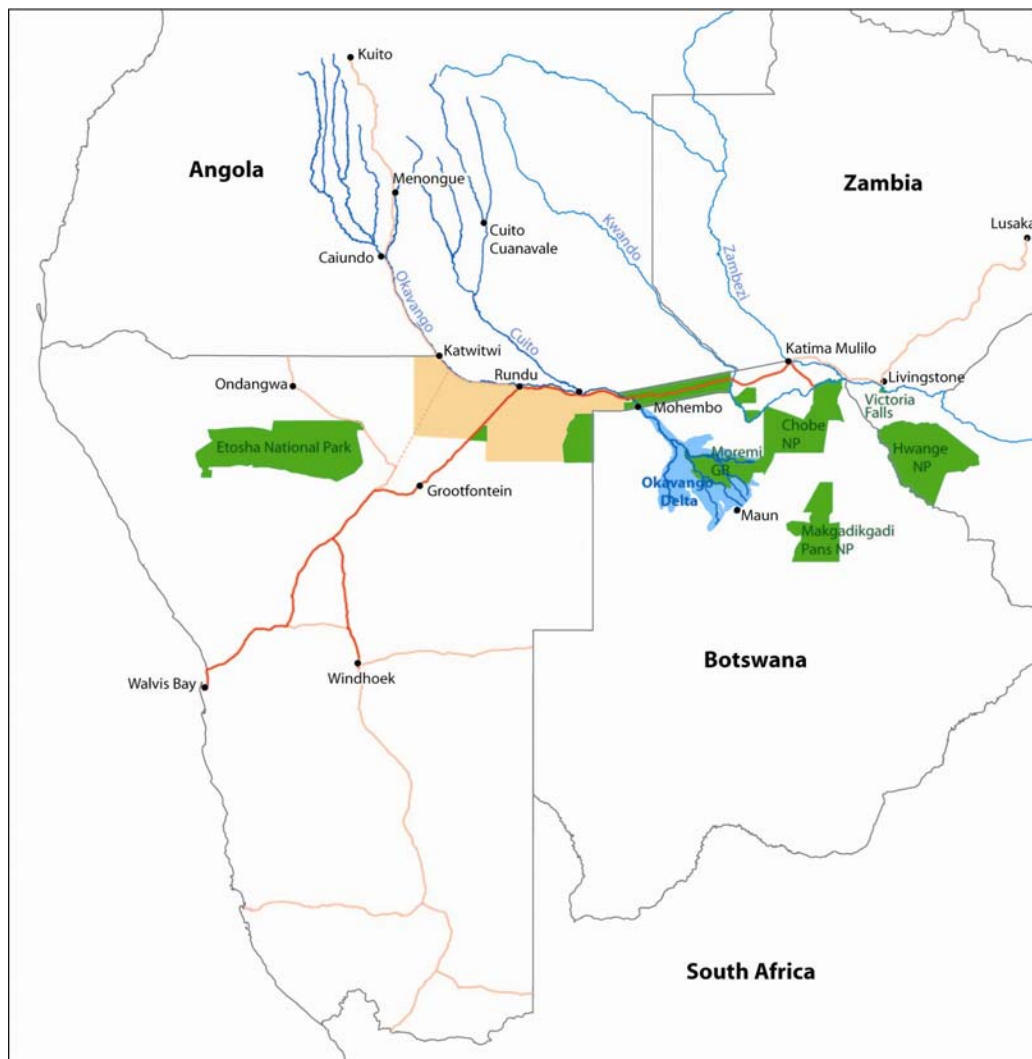 Kuito
Angola
Menongue
Zambia
Lusaka
Cuito
Cuanavale
Kwando
Caiundo
Zambezi
Okavango
Katwitwi
Cuito
Katima Mulilo
Ondangwa
Rundu
Livingstone
Victoria
Falls
Mohembo
Chobe
NP
Etosha National Park
Moremi
GR
Hwange
NP
Okavango
Delta
Grootfontein
Maun
Makgadikgadi
Pans NP
Botswana
Windhoek
Walvis Bay
South Africa